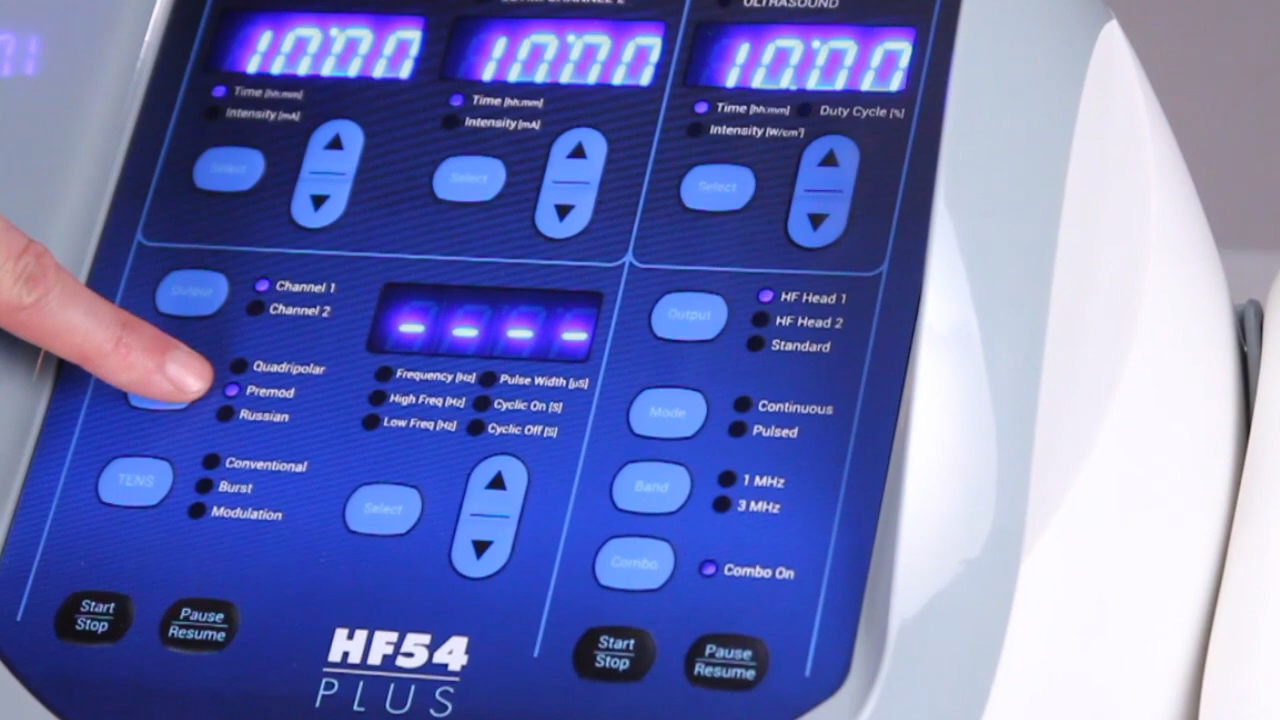 ULTRASOUND
10:00
10:00
10:00
Time [hh:mm]
Intensity [mA]
Time [hh:mm]
Intensity [mA]
Time [hh:mm]
Duty Cycle [%]
Intensity [W/cm²]
Select
Select
Select
Output
Channel 1
Channel 2
- - - -
Quadripolar
Premod
Russian
Frequency [Hz]
Pulse Width [µS]
High Freq [Hz]
Cyclic On [S]
Low Freq [Hz]
Cyclic Off [S]
TENS
Conventional
Burst
Modulation
Select
Output
HF Head 1
HF Head 2
Standard
Mode
Continuous
Pulsed
Band
1 MHz
3 MHz
Combo
Combo On
Start
Stop
Pause
Resume
HF54
PLUS
Start
Stop
Pause
Resume